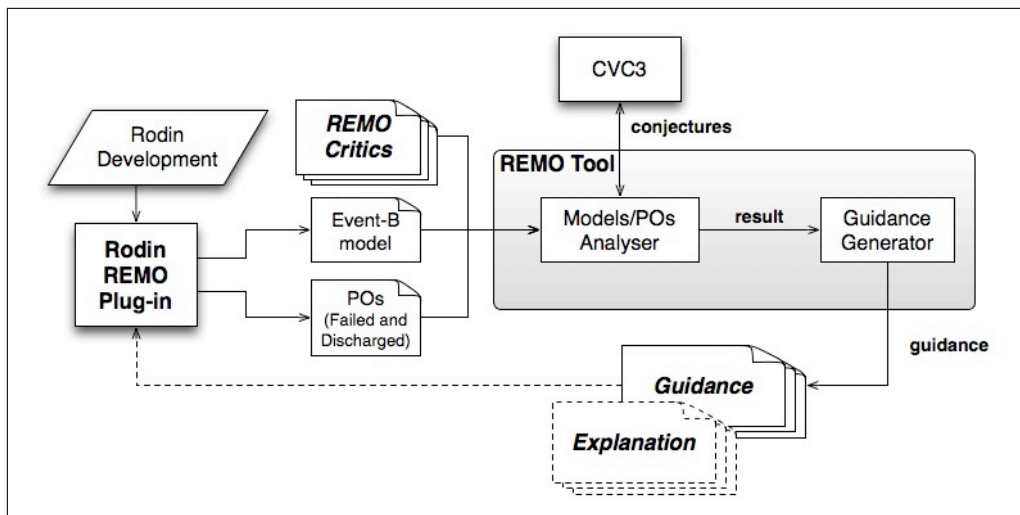 CVC3
Rodin
Development
REMO
Critics
conjectures
REMO Tool
Rodin
REMO
Plug-in
Event-B
model
Models/POs
Analyser
result
Guidance
Generator
POs
(Failed and
Discharged)
guidance
Guidance
Explanation